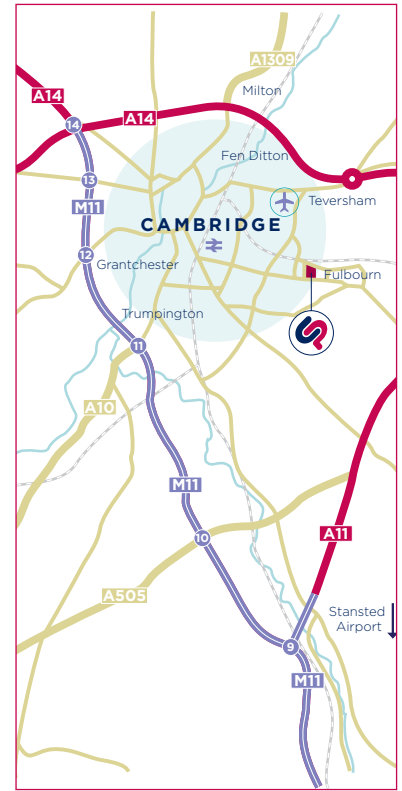 A1309
Milton
A14
A14
14
Fen Ditton
13
Teversham
M11
CAMBRIDGE
12
Grantchester
Fulbourn
Trumpington
11
A10
M11
A11
10
A505
Stansted
Airport
9
M11